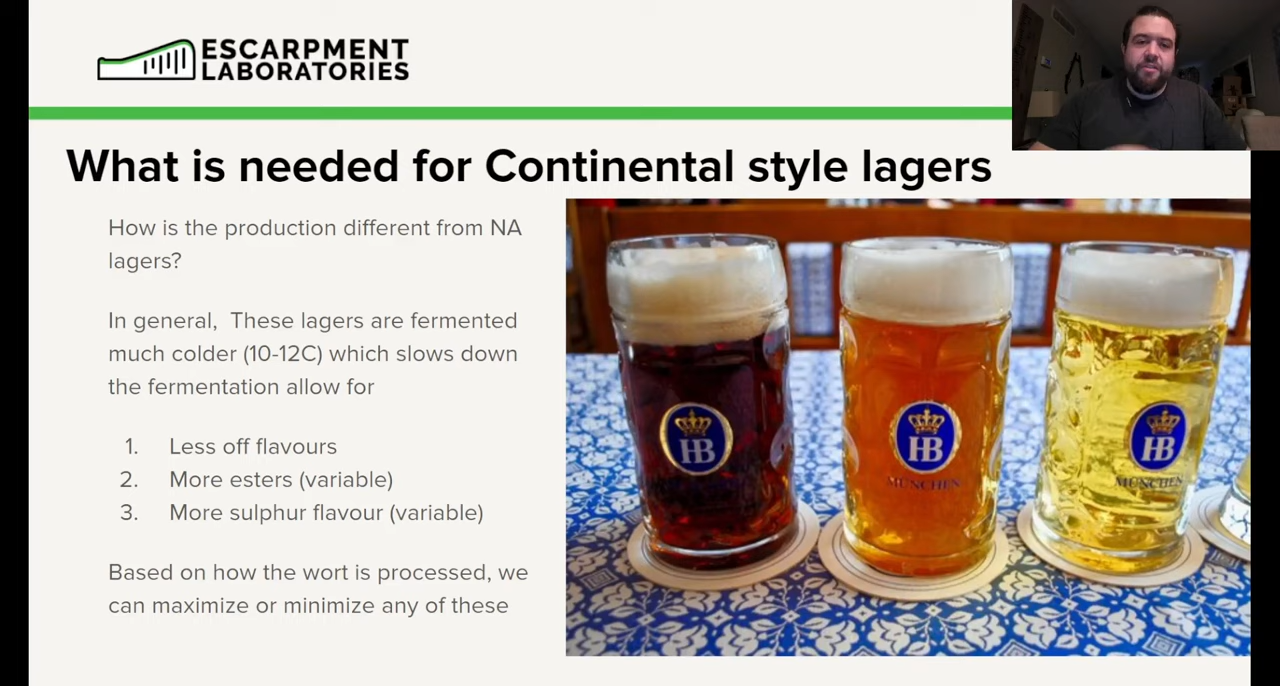 ESCARPMENT
LABORATORIES
What is needed for Continental style lagers
How is the production different from NA
lagers?
In general,  These lagers are fermented
much colder (10-12C) which slows down
the fermentation allow for
1. Less off flavours
2. More esters (variable)
3. More sulphur flavour (variable)
Based on how the wort is processed, we
can maximize or minimize any of these
HB
HB
MÜNCHEN
HB
MÜNCHEN